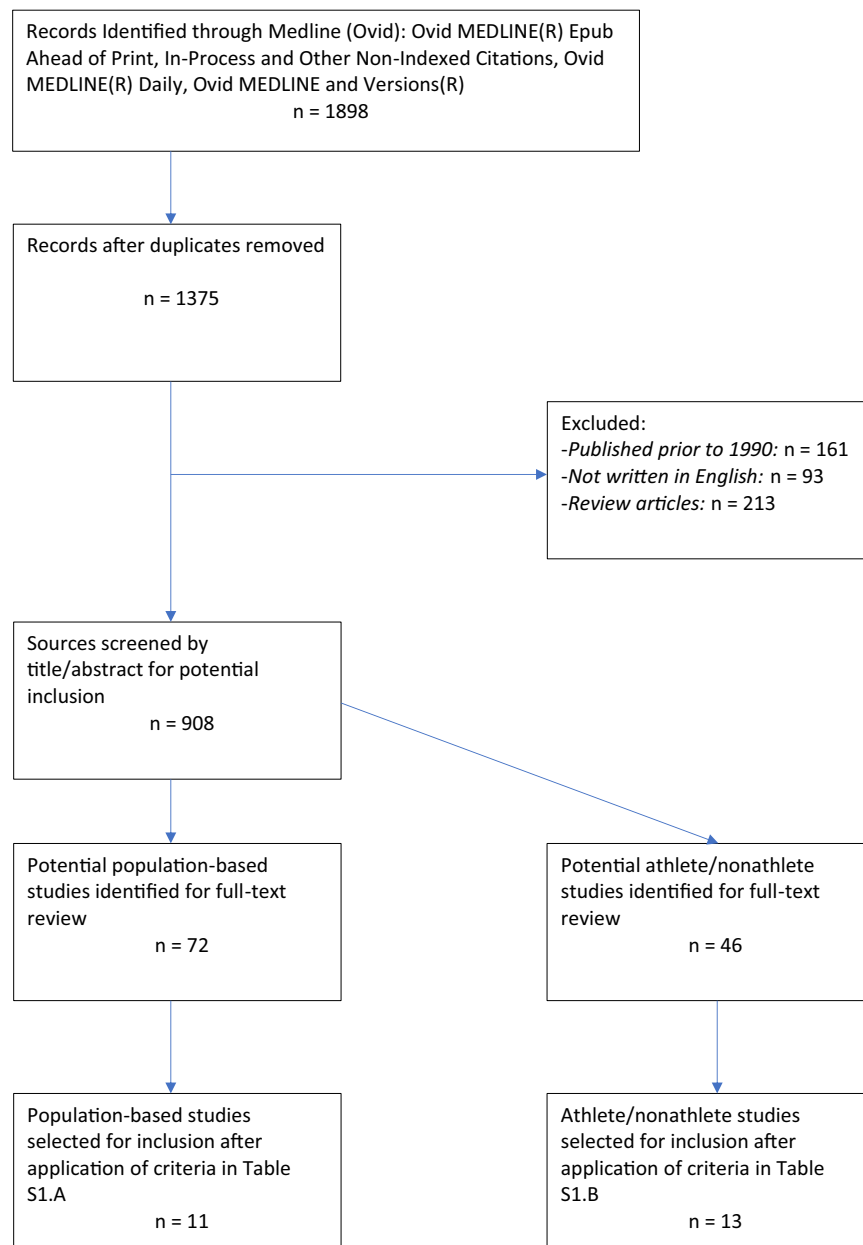 Records Identified through Medline (Ovid): Ovid MEDLINE(R) Epub
Ahead of Print, In-Process and Other Non-Indexed Citations, Ovid
MEDLINE(R) Daily, Ovid MEDLINE and Versions(R)
n = 1898
Records after duplicates removed
n = 1375
Excluded:
-Published prior to 1990: n = 161
-Not written in English: n = 93
-Review articles: n = 213
Sources screened by
title/abstract for potential
inclusion
n = 908
Potential population-based
studies identified for full-text
review
n = 72
Potential athlete/nonathlete
studies identified for full-text
review
n = 46
Population-based studies
selected for inclusion after
application of criteria in Table
S1.A
n = 11
Athlete/nonathlete studies
selected for inclusion after
application of criteria in Table
S1.B
n = 13